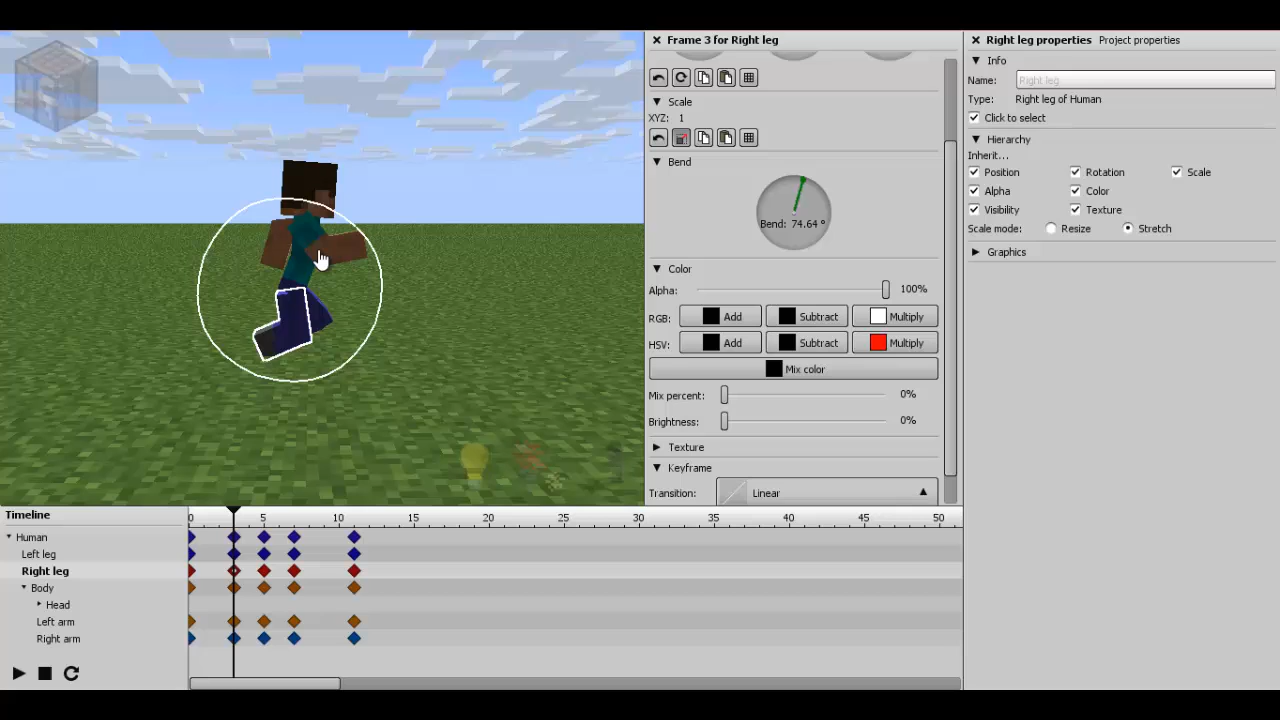 Frame 3 for Right leg
Scale
XYZ: 1
Bend
Bend: 74.64 °
Color
Alpha: 100%
RGB: Add Subtract Multiply
HSV: Add Subtract Multiply
Mix color
Mix percent: 0%
Brightness: 0%
Texture
Keyframe
Transition: Linear
Right leg properties Project properties
Info
Name: Right leg
Type: Right leg of Human
Click to select
Hierarchy
Inherit...
Position Rotation Scale
Alpha Color
Visibility Texture
Scale mode: Resize Stretch
Graphics
Timeline
0 5 10 15 20 25 30 35 40 45 50
Human
Left leg
Right leg
Body
Head
Left arm
Right arm